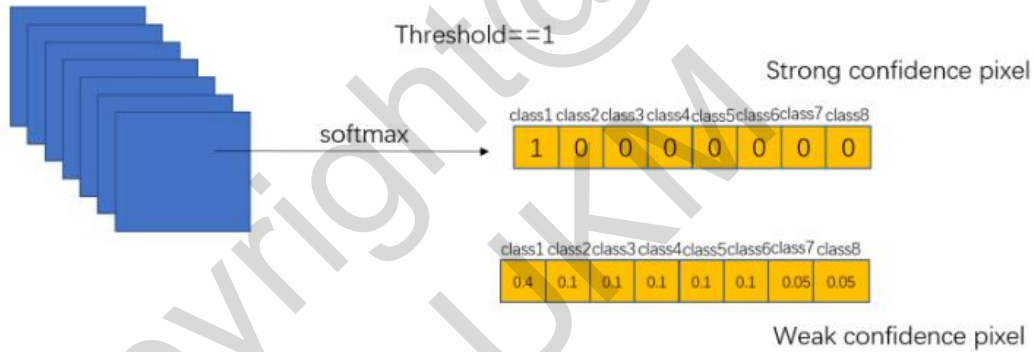 Threshold==1
Strong confidence pixel
class1 class2 class3 class4 class5 class6 class7 class8
softmax
1 0 0 0 0 0 0 0
class1 class2 class3 class4 class5 class6 class7 class8
0.4 0.1 0.1 0.1 0.1 0.1 0.05 0.05
Weak confidence pixel
yright@
UKM